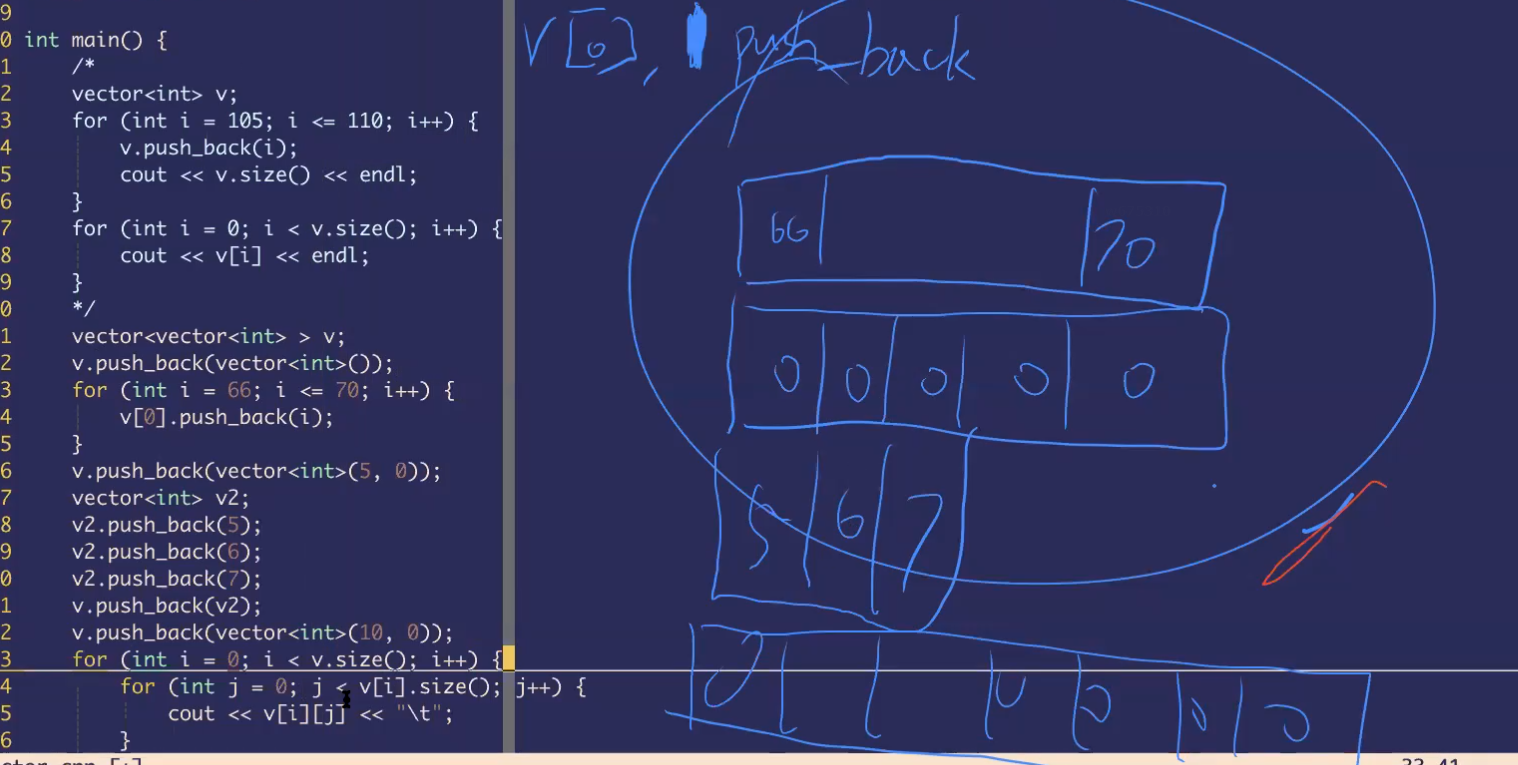 9
0 int main() {
1 /*
2 vector<int> v;
3 for (int i = 105; i <= 110; i++) {
4 v.push_back(i);
5 cout << v.size() << endl;
6 }
7 for (int i = 0; i < v.size(); i++) {
8 cout << v[i] << endl;
9 }
0 */
1 vector<vector<int> > v;
2 v.push_back(vector<int>());
3 for (int i = 66; i <= 70; i++) {
4 v[0].push_back(i);
5 }
6 v.push_back(vector<int>(5, 0));
7 vector<int> v2;
8 v2.push_back(5);
9 v2.push_back(6);
0 v2.push_back(7);
1 v.push_back(v2);
2 v.push_back(vector<int>(10, 0));
3 for (int i = 0; i < v.size(); i++) {
4 for (int j = 0; j < v[i].size(); j++) {
5 cout << v[i][j] << "\t";
6 }
V[0], push_back
66 70
0 0 0 0 0
5 6 7
0 0 0 0 0